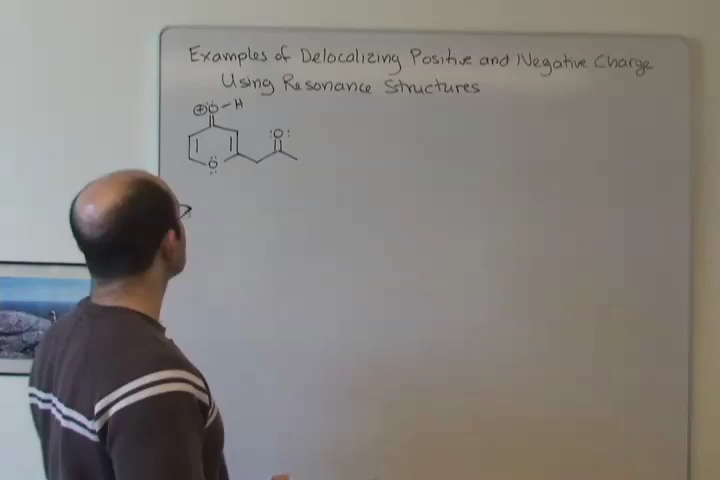 Examples of Delocalizing Positive and Negative Charge
Using Resonance Structures
⊕ :O - H
:O:
:O: